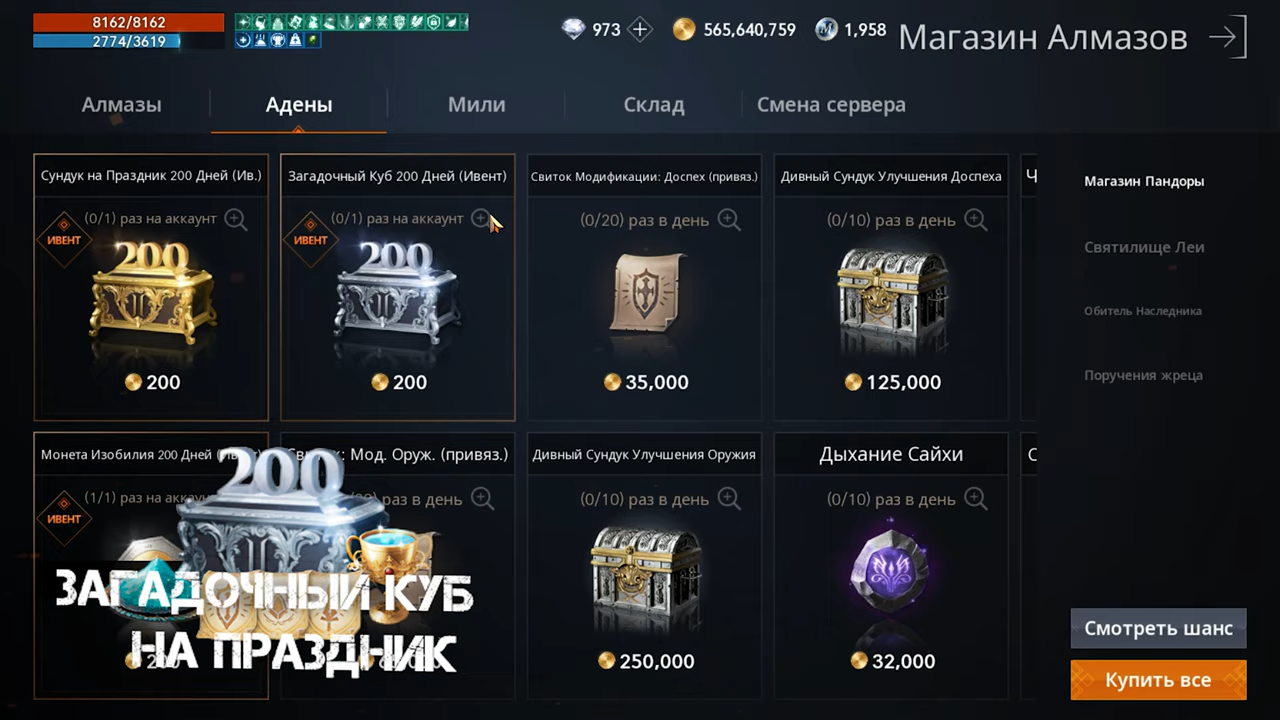 8162/8162
2774/3619
973
565,640,759
M
1,958
Магазин Алмазов
Алмазы
Адены
Мили
Склад
Смена сервера
Сундук на Праздник 200 Дней (Ив.)
(0/1) раз на аккаунт
ИВЕНТ
200
200
Загадочный Куб 200 Дней (Ивент)
(0/1) раз на аккаунт
ИВЕНТ
200
200
Свиток Модификации: Доспех (привяз.)
(0/20) раз в день
35,000
Дивный Сундук Улучшения Доспеха
(0/10) раз в день
125,000
Ч
Магазин Пандоры
Святилище Леи
Обитель Наследника
Поручения жреца
Монета Изобилия 200 Дней
(1/1) раз на аккаун
ИВЕНТ
: Мод. Оруж. (привяз.)
раз в день
200
ЗАГАДОЧНЫЙ КУБ
НА ПРАЗДНИК
Дивный Сундук Улучшения Оружия
(0/10) раз в день
250,000
Дыхание Сайхи
(0/10) раз в день
32,000
С
Смотреть шанс
Купить все